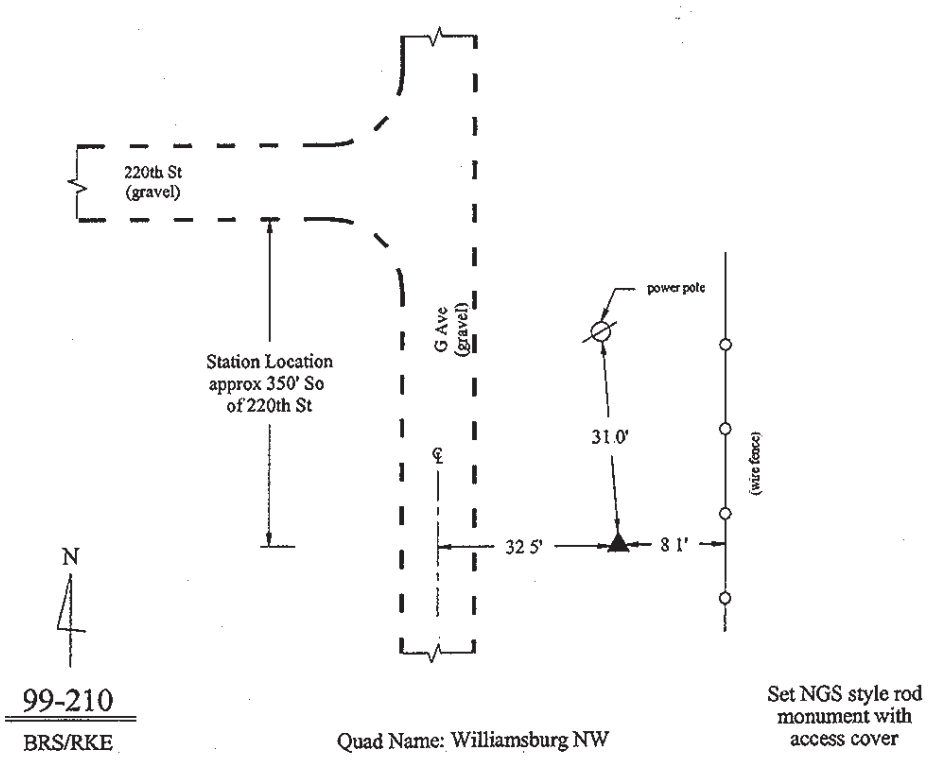 220th St
(gravel)
G Ave
(gravel)
power pole
Station Location
approx 350' So
of 220th St
31.0'
(wire fence)
℄
32 5'
8 1'
N
99-210
BRS/RKE
Quad Name: Williamsburg NW
Set NGS style rod
monument with
access cover